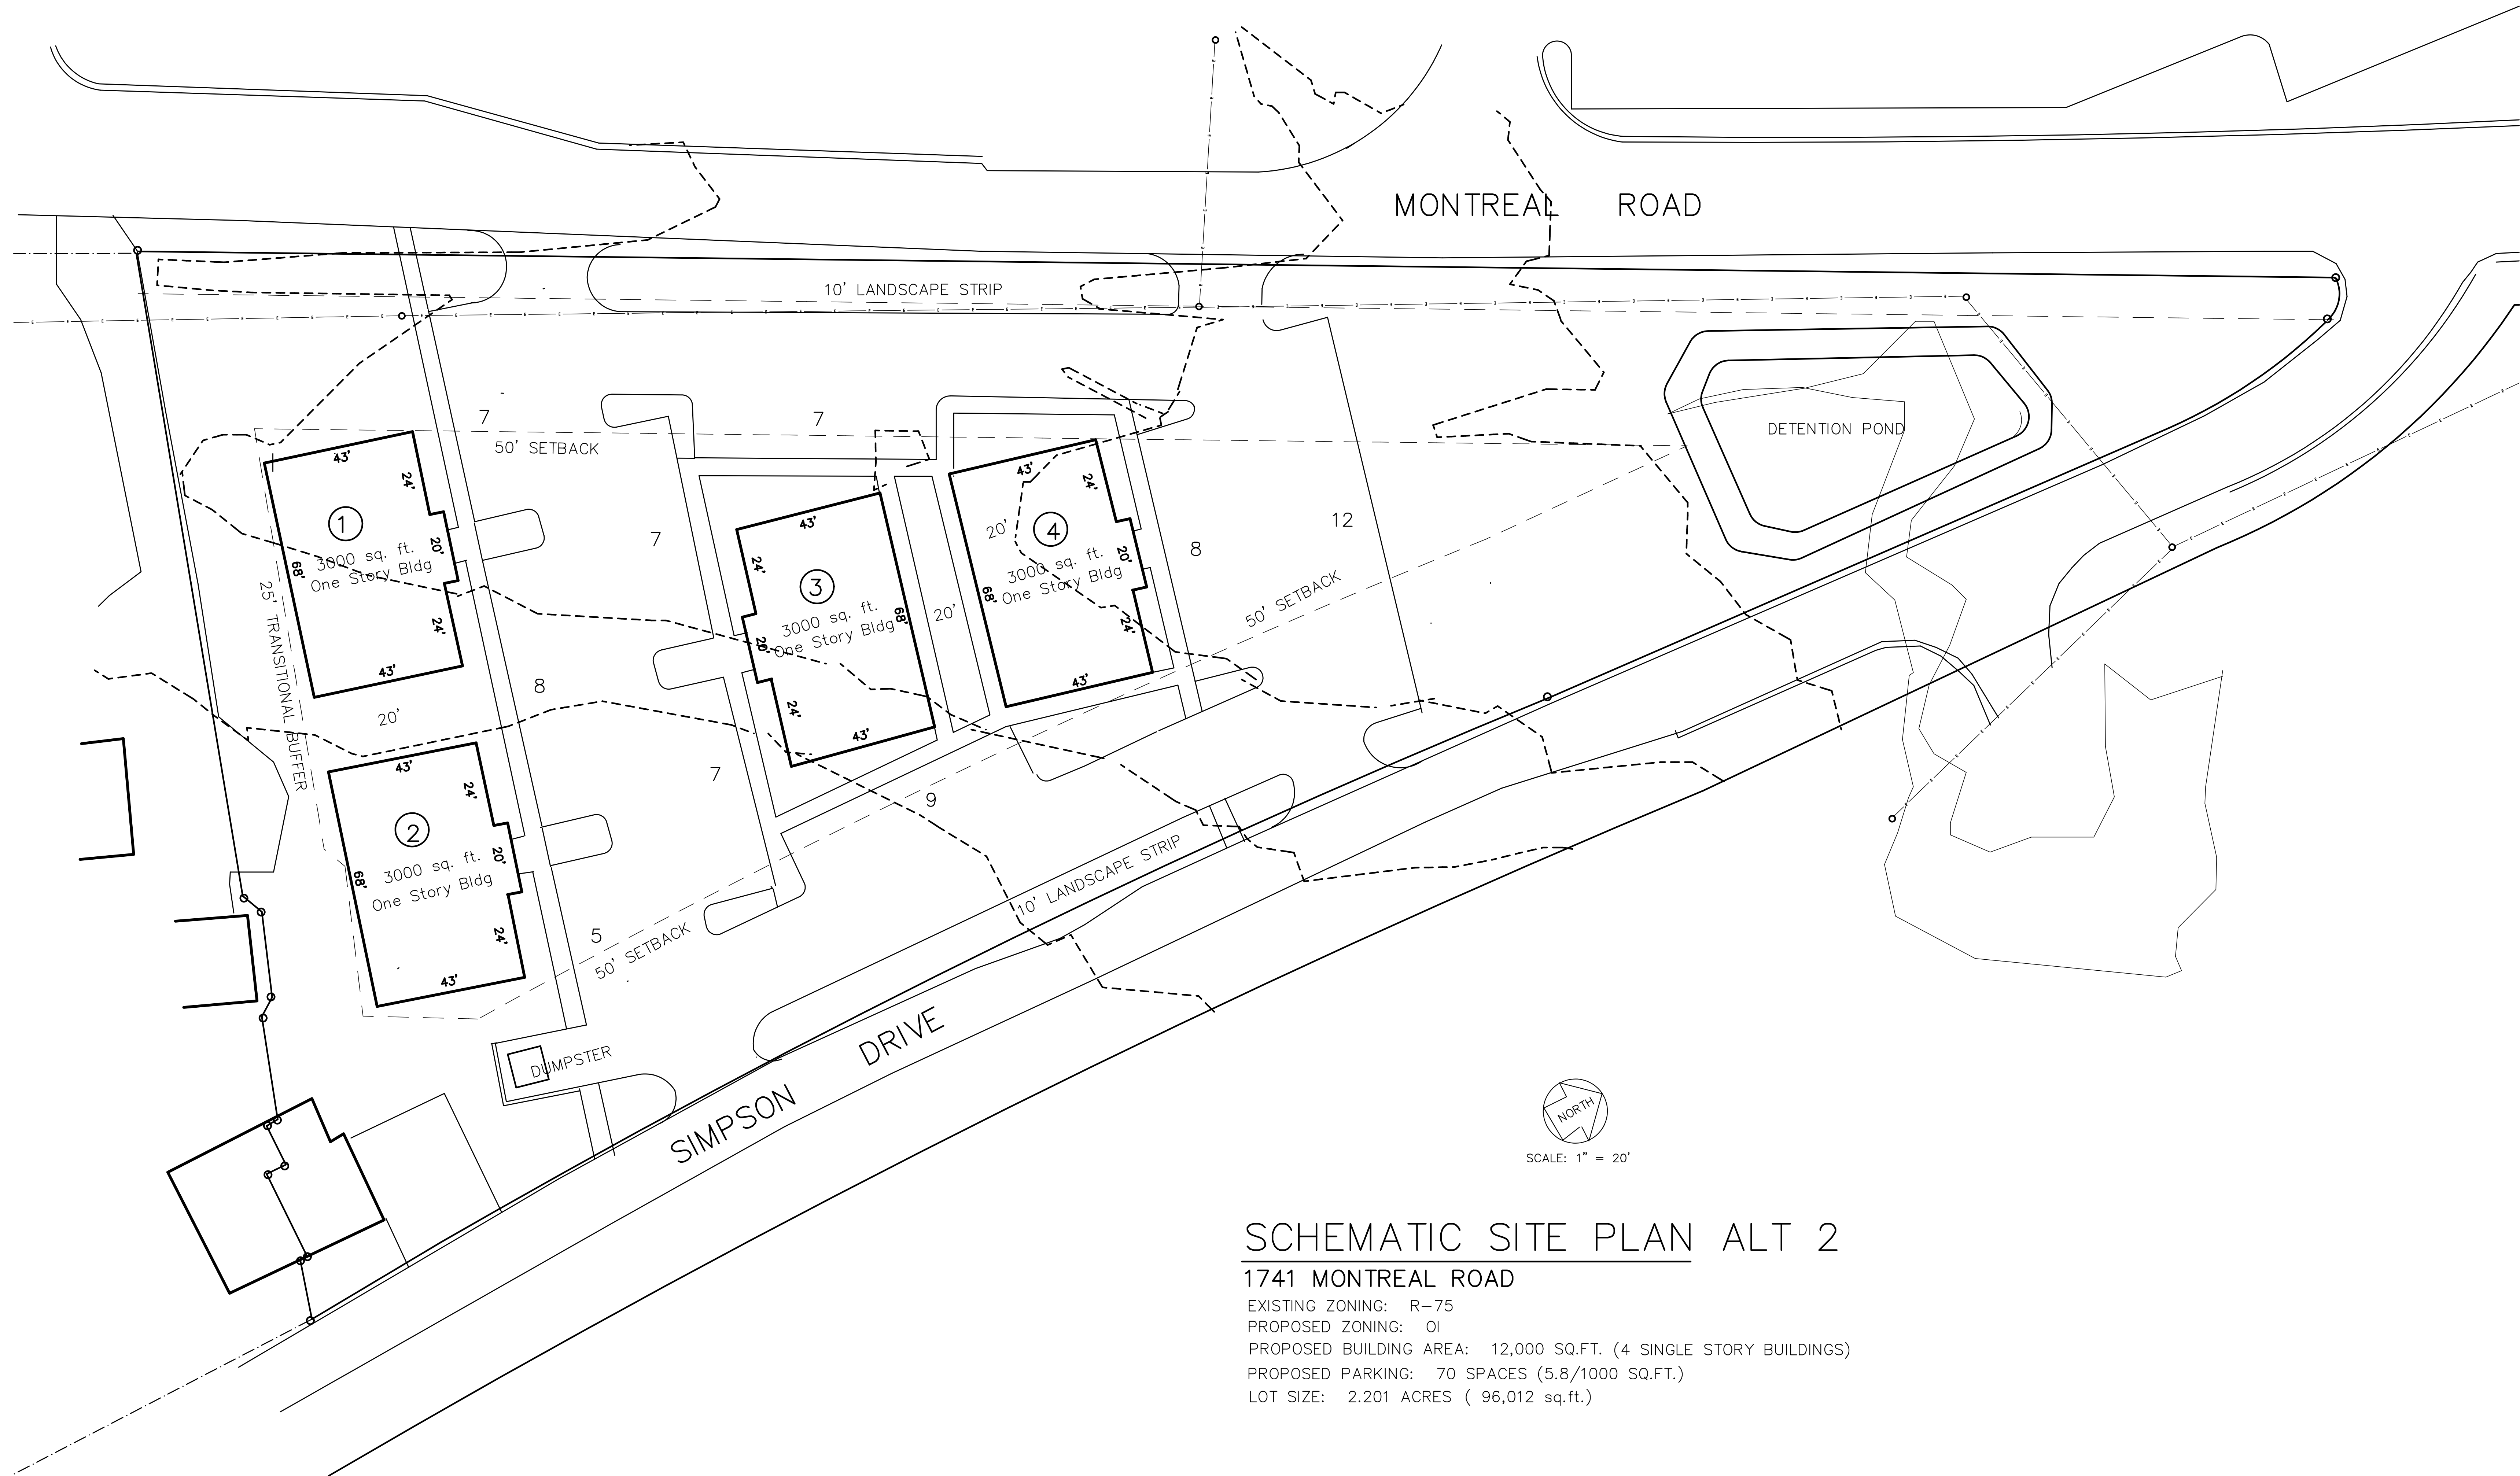 MONTREAL ROAD
10' LANDSCAPE STRIP
7
7
50' SETBACK
DETENTION POND
43'
24'
1
3000 sq. ft.
One Story Bldg
20'
68'
24'
43'
25' TRANSITIONAL BUFFER
7
43'
24'
3
3000 sq. ft.
One Story Bldg
68'
20'
24'
43'
20'
43'
24'
20'
4
3000 sq. ft.
One Story Bldg
20'
68'
24'
43'
8
12
50' SETBACK
8
20'
7
9
43'
24'
2
3000 sq. ft.
One Story Bldg
20'
68'
24'
43'
5
50' SETBACK
10' LANDSCAPE STRIP
DUMPSTER
SIMPSON DRIVE
NORTH
SCALE: 1" = 20'
SCHEMATIC SITE PLAN ALT 2
1741 MONTREAL ROAD
EXISTING ZONING: R-75
PROPOSED ZONING: OI
PROPOSED BUILDING AREA: 12,000 SQ.FT. (4 SINGLE STORY BUILDINGS)
PROPOSED PARKING: 70 SPACES (5.8/1000 SQ.FT.)
LOT SIZE: 2.201 ACRES ( 96,012 sq.ft.)